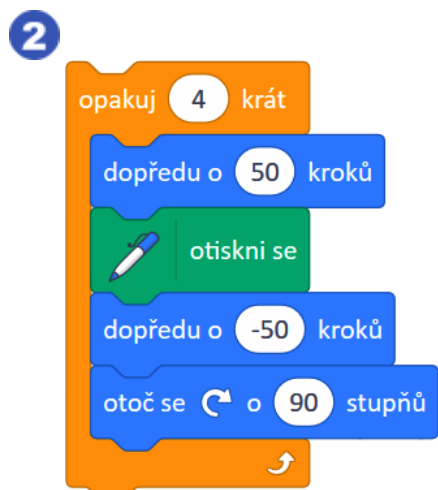 2
opakuj 4 krát
dopředu o 50 kroků
otiskni se
dopředu o -50 kroků
otoč se o 90 stupňů